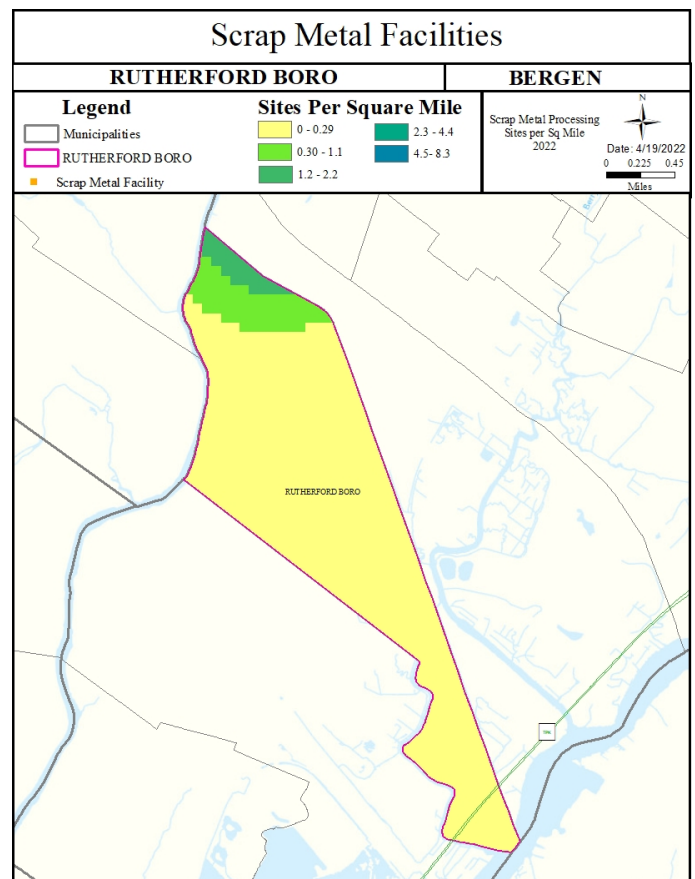 Scrap Metal Facilities
RUTHERFORD BORO
BERGEN
Legend
Municipalities
RUTHERFORD BORO
Scrap Metal Facility
Sites Per Square Mile
0 - 0.29
0.30 - 1.1
1.2 - 2.2
2.3 - 4.4
4.5- 8.3
Scrap Metal Processing
Sites per Sq Mile
2022
N
Date: 4/19/2022
0 0.225 0.45
Miles
RUTHERFORD BORO